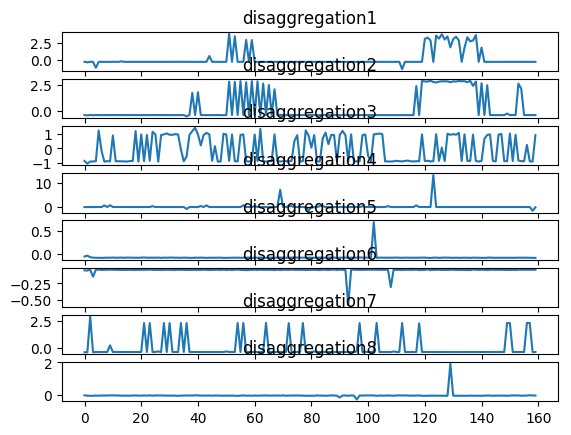 disaggregation1
2.5
0.0
disaggregation2
2.5
0.0
disaggregation3
1
0
−1
disaggregation4
10
0
disaggregation5
0.5
0.0
disaggregation6
−0.25
−0.50
disaggregation7
2.5
0.0
disaggregation8
2
0
0 20 40 60 80 100 120 140 160